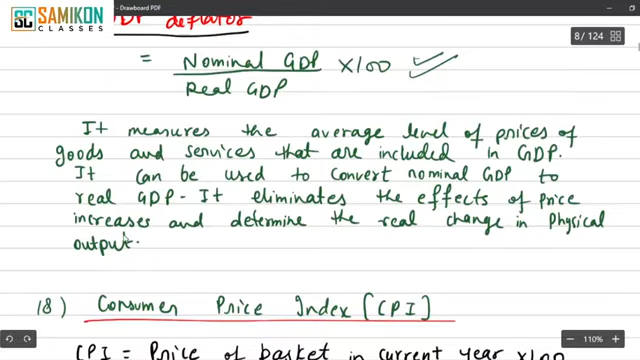 SAMIKON
CLASSES
- Drawboard PDF
GDP deflator
8 / 124
= Nominal GDP
Real GDP
×100
It measures the average level of prices of
goods and services that are included in GDP.
It can be used to convert nominal GDP to
real GDP - It eliminates the effects of price
increases and determine the real change in Physical
output.
18) Consumer Price Index [CPI]
CPI = Price of basket in current year ×100
110%